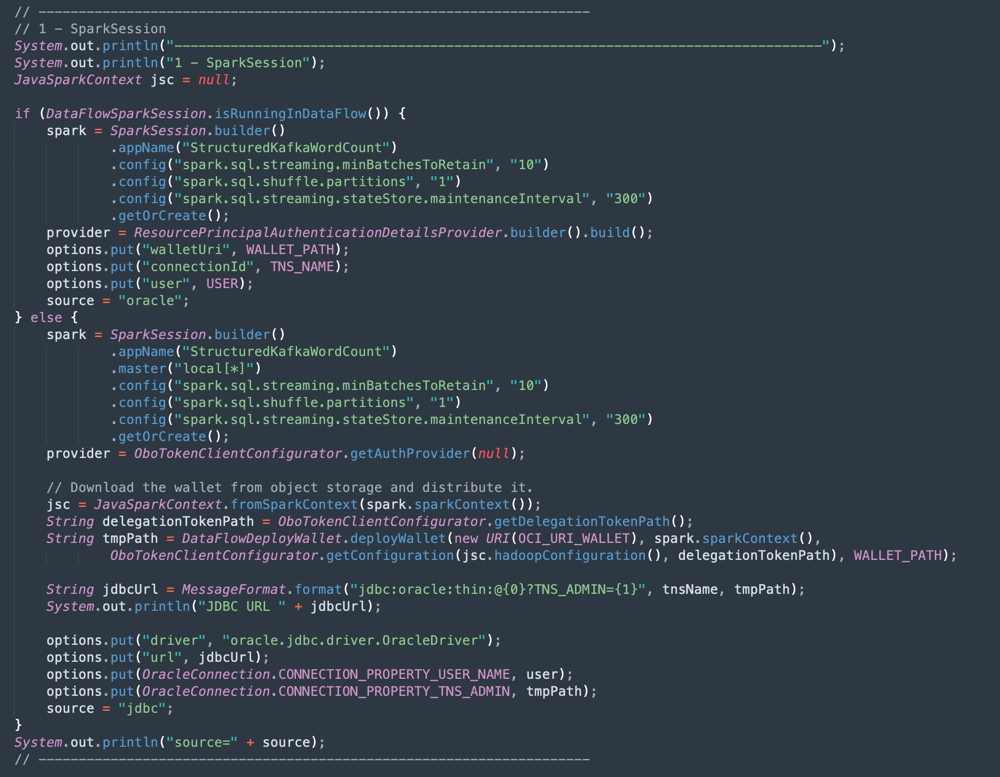 // ---------------------------------------------------------------------
// 1 - SparkSession
System.out.println("---------------------------------------------------------------------------------");
System.out.println("1 - SparkSession");
JavaSparkContext jsc = null;

if (DataFlowSparkSession.isRunningInDataFlow()) {
    spark = SparkSession.builder()
            .appName("StructuredKafkaWordCount")
            .config("spark.sql.streaming.minBatchesToRetain", "10")
            .config("spark.sql.shuffle.partitions", "1")
            .config("spark.sql.streaming.stateStore.maintenanceInterval", "300")
            .getOrCreate();
    provider = ResourcePrincipalAuthenticationDetailsProvider.builder().build();
    options.put("walletUri", WALLET_PATH);
    options.put("connectionId", TNS_NAME);
    options.put("user", USER);
    source = "oracle";
} else {
    spark = SparkSession.builder()
            .appName("StructuredKafkaWordCount")
            .master("local[*]")
            .config("spark.sql.streaming.minBatchesToRetain", "10")
            .config("spark.sql.shuffle.partitions", "1")
            .config("spark.sql.streaming.stateStore.maintenanceInterval", "300")
            .getOrCreate();
    provider = OboTokenClientConfigurator.getAuthProvider(null);

    // Download the wallet from object storage and distribute it.
    jsc = JavaSparkContext.fromSparkContext(spark.sparkContext());
    String delegationTokenPath = OboTokenClientConfigurator.getDelegationTokenPath();
    String tmpPath = DataFlowDeployWallet.deployWallet(new URI(OCI_URI_WALLET), spark.sparkContext(),
            OboTokenClientConfigurator.getConfiguration(jsc.hadoopConfiguration(), delegationTokenPath), WALLET_PATH);

    String jdbcUrl = MessageFormat.format("jdbc:oracle:thin:@{0}?TNS_ADMIN={1}", tnsName, tmpPath);
    System.out.println("JDBC URL " + jdbcUrl);

    options.put("driver", "oracle.jdbc.driver.OracleDriver");
    options.put("url", jdbcUrl);
    options.put(OracleConnection.CONNECTION_PROPERTY_USER_NAME, user);
    options.put(OracleConnection.CONNECTION_PROPERTY_TNS_ADMIN, tmpPath);
    source = "jdbc";
}
System.out.println("source=" + source);
// ---------------------------------------------------------------------